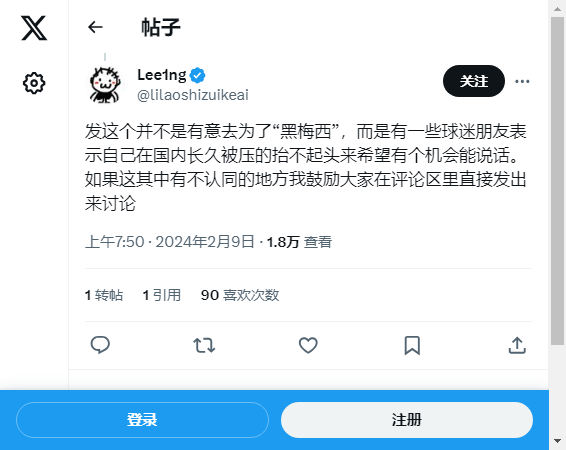 帖子
Lee1ng
@lilaoshizuikeai
关注
发这个并不是有意去为了“黑梅西”，而是有一些球迷朋友表
示自己在国内长久被压的抬不起头来希望有个机会能说话。
如果这其中有不认同的地方我鼓励大家在评论区里直接发出
来讨论
上午7:50 · 2024年2月9日 · 1.8万 查看
1 转帖 1 引用 90 喜欢次数
登录 注册